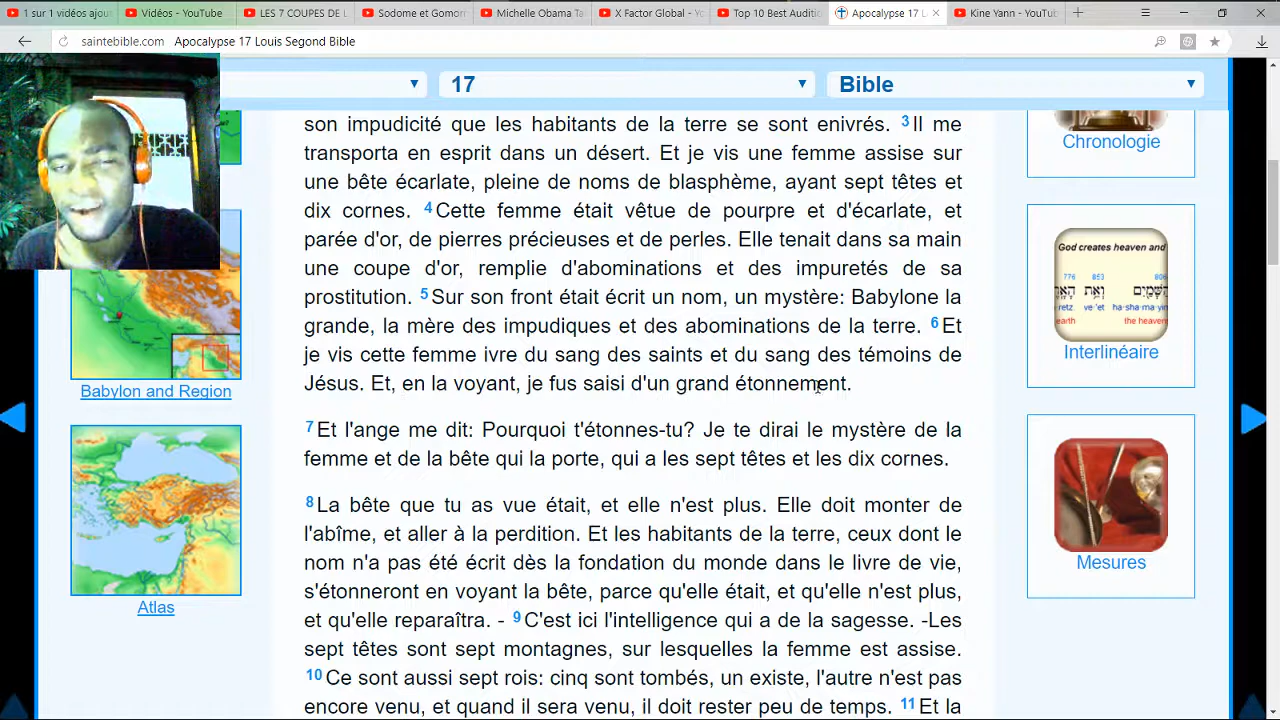 1 sur 1 vidéos ajout
Vidéos - YouTube
LES 7 COUPES DE L
Sodome et Gomor
Michelle Obama Ta
X Factor Global - Yo
Top 10 Best Auditi
Apocalypse 17 L
Kine Yann - YouTub
saintebible.com Apocalypse 17 Louis Segond Bible
17
Bible
son impudicité que les habitants de la terre se sont enivrés. 3 Il me
transporta en esprit dans un désert. Et je vis une femme assise sur
une bête écarlate, pleine de noms de blasphème, ayant sept têtes et
dix cornes. 4 Cette femme était vêtue de pourpre et d'écarlate, et
parée d'or, de pierres précieuses et de perles. Elle tenait dans sa main
une coupe d'or, remplie d'abominations et des impuretés de sa
prostitution. 5 Sur son front était écrit un nom, un mystère: Babylone la
grande, la mère des impudiques et des abominations de la terre. 6 Et
je vis cette femme ivre du sang des saints et du sang des témoins de
Jésus. Et, en la voyant, je fus saisi d'un grand étonnement.
7 Et l'ange me dit: Pourquoi t'étonnes-tu? Je te dirai le mystère de la
femme et de la bête qui la porte, qui a les sept têtes et les dix cornes.
8 La bête que tu as vue était, et elle n'est plus. Elle doit monter de
l'abîme, et aller à la perdition. Et les habitants de la terre, ceux dont le
nom n'a pas été écrit dès la fondation du monde dans le livre de vie,
s'étonneront en voyant la bête, parce qu'elle était, et qu'elle n'est plus,
et qu'elle reparaîtra. - 9 C'est ici l'intelligence qui a de la sagesse. -Les
sept têtes sont sept montagnes, sur lesquelles la femme est assise.
10 Ce sont aussi sept rois: cinq sont tombés, un existe, l'autre n'est pas
encore venu, et quand il sera venu, il doit rester peu de temps. 11 Et la
Babylon and Region
Atlas
Chronologie
God creates heaven and
776 853 806
הָאָֽרֶץ וְאֵ֥ת הַשָּׁמַ֖יִם
retz. ve·'et ha·sha·ma·yim
earth the heaven
Interlinéaire
Mesures